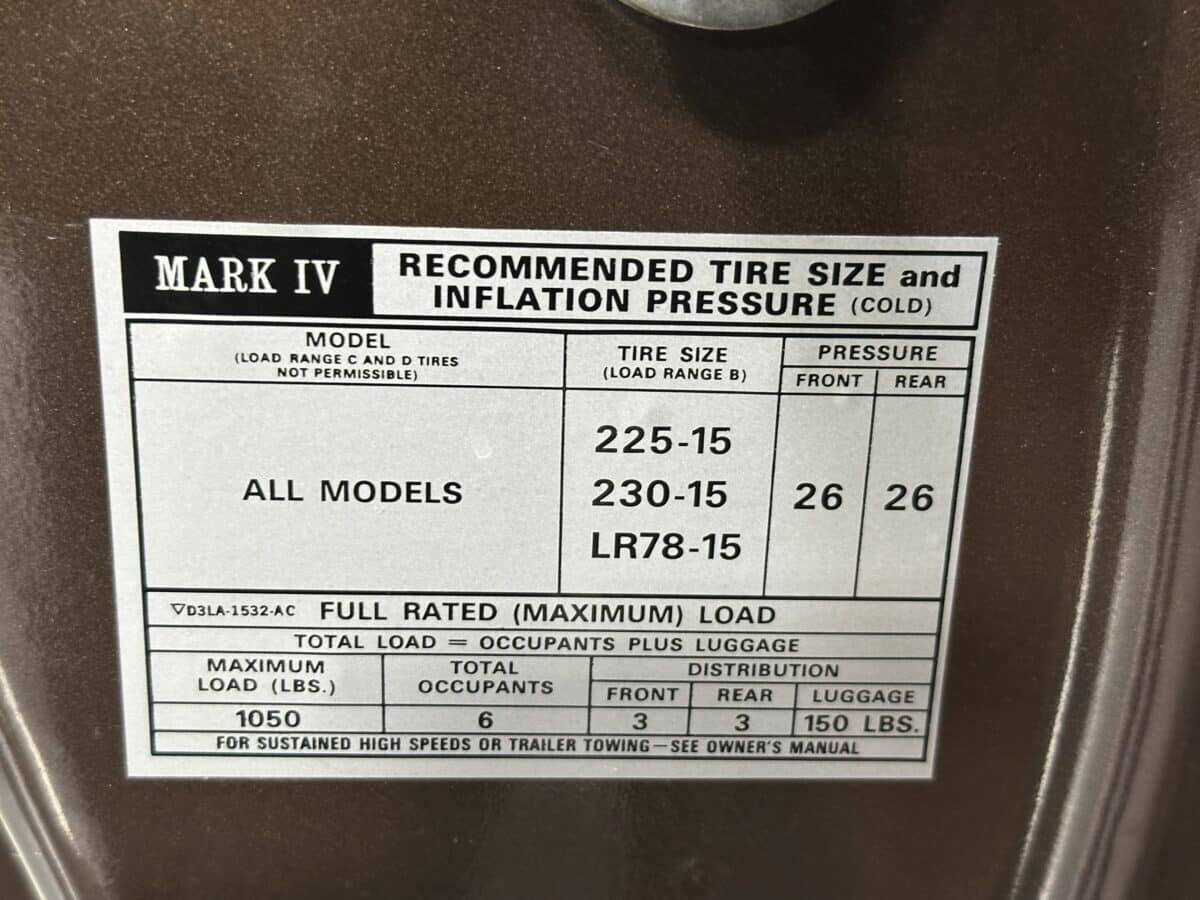 MARK IV
RECOMMENDED TIRE SIZE and
INFLATION PRESSURE (COLD)
MODEL
(LOAD RANGE C AND D TIRES
NOT PERMISSIBLE)
TIRE SIZE
(LOAD RANGE B)
PRESSURE
FRONT REAR
ALL MODELS
225-15
230-15
LR78-15
26 26
▽D3LA-1532-AC FULL RATED (MAXIMUM) LOAD
TOTAL LOAD = OCCUPANTS PLUS LUGGAGE
MAXIMUM
LOAD (LBS.)
TOTAL
OCCUPANTS
DISTRIBUTION
FRONT REAR LUGGAGE
1050 6 3 3 150 LBS.
FOR SUSTAINED HIGH SPEEDS OR TRAILER TOWING—SEE OWNER'S MANUAL